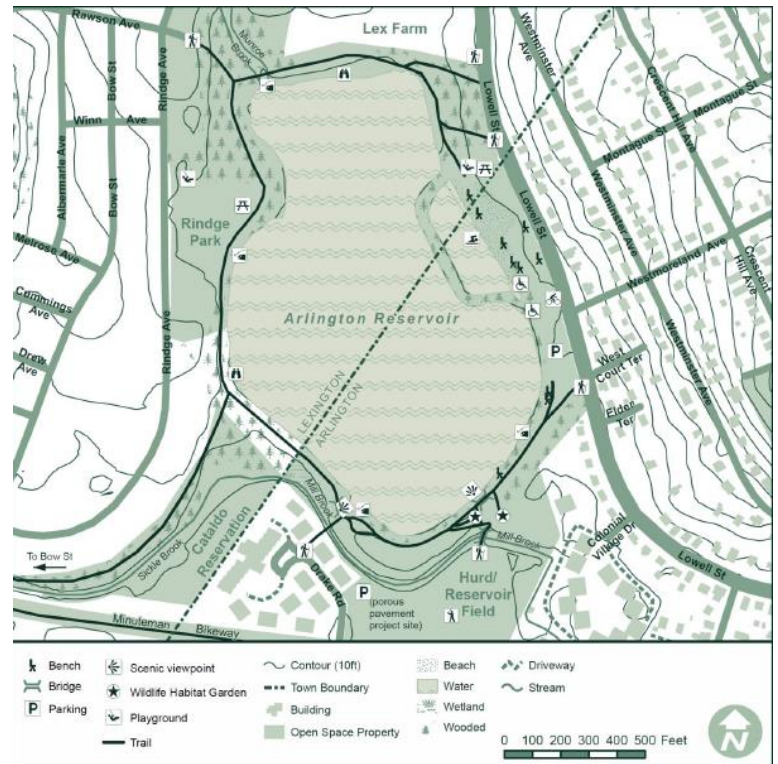 Rawson Ave
Munroe
Brook
Lex Farm
Westminster
Ave
Bow St
Rindge Ave
Lowell St
Crescent Hill Ave
Montague St
Winn Ave
Montague St
Albermarle Ave
Bow St
Rindge
Park
Lowell St
Westminster Ave
Melrose Ave
Westmoreland Ave
Crescent
Hill Ave
Cummings
Ave
Rindge Ave
Arlington Reservoir
Drew
Ave
LEXINGTON
ARLINGTON
P
West
Court Ter
Westminster Ave
Elder
Ter
Mill Brook
Cataldo
Reservation
Sickle Brook
Mill Brook
Colonial
Village Dr
To Bow St
Drake Rd
Lowell St
P
(porous
pavement
project site)
Hurd/
Reservoir
Field
Minuteman Bikeway
Bench
Bridge
P Parking
Scenic viewpoint
Wildlife Habitat Garden
Playground
Trail
Contour (10ft)
Town Boundary
Building
Open Space Property
Beach
Water
Wetland
Wooded
Driveway
Stream
0 100 200 300 400 500 Feet
N